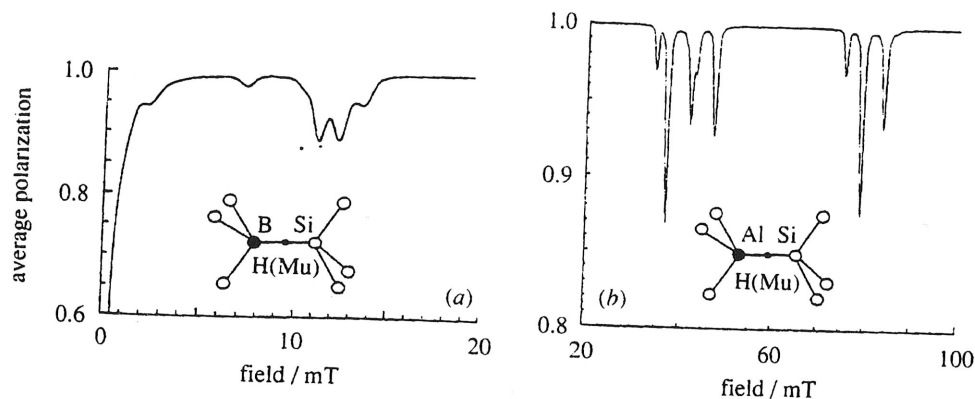 1.0
0.8
0.6
average polarization
B Si
H(Mu)
(a)
0 10 20
field / mT
1.0
0.9
0.8
Al Si
H(Mu)
(b)
20 60 100
field / mT